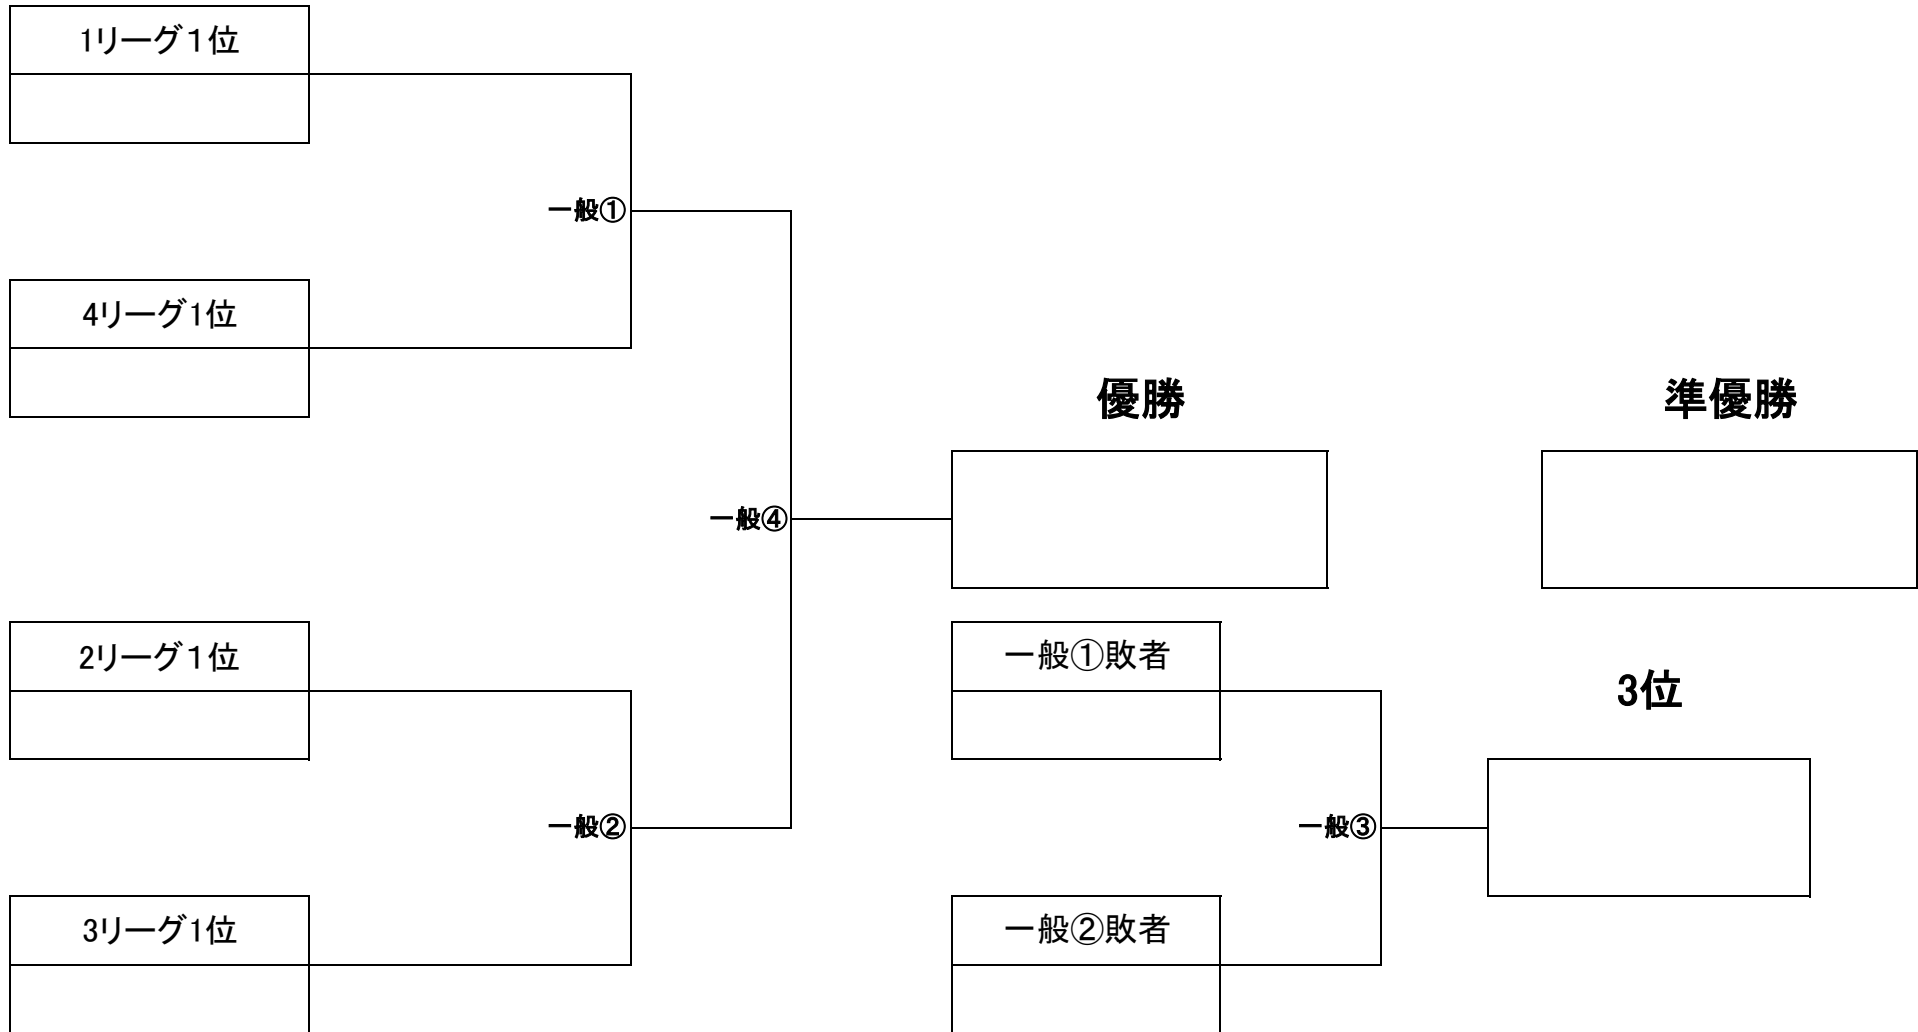 1リーグ１位
一般①
4リーグ1位
優勝
準優勝
一般④
2リーグ１位
一般①敗者
3位
一般②
一般③
3リーグ1位
一般②敗者